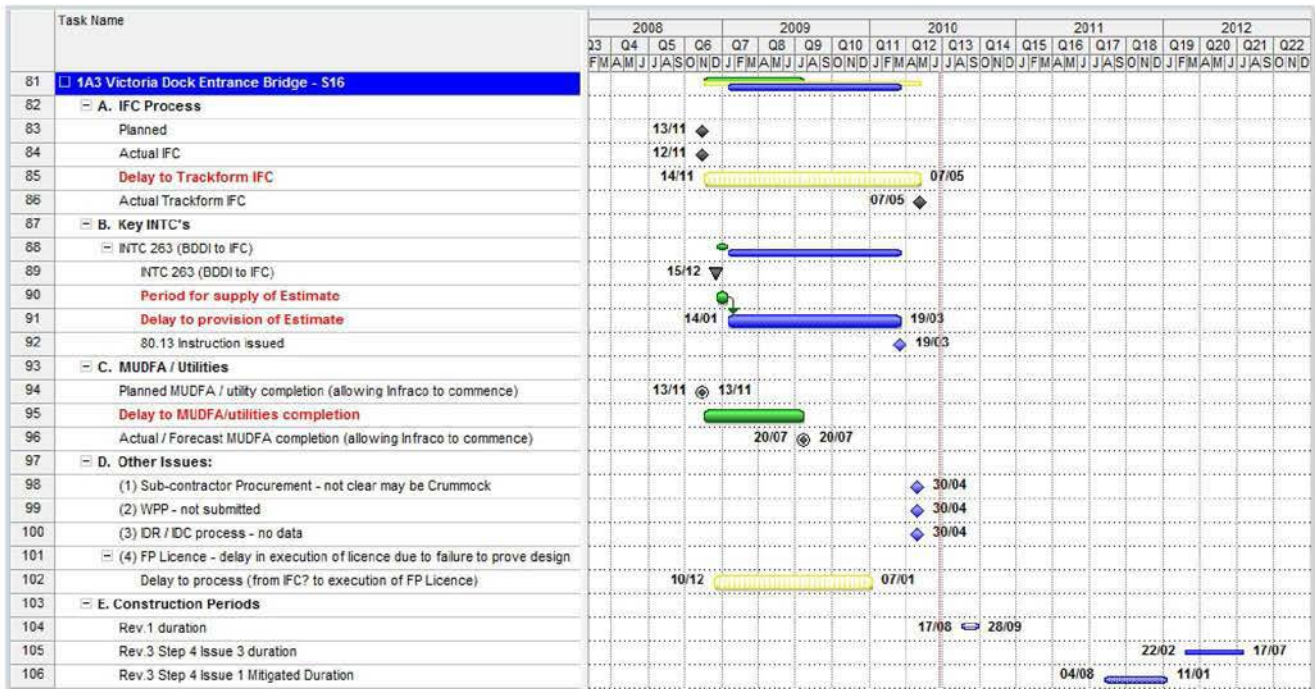 Task Name
2008 2009 2010 2011 2012
Q3 Q4 Q5 Q6 Q7 Q8 Q9 Q10 Q11 Q12 Q13 Q14 Q15 Q16 Q17 Q18 Q19 Q20 Q21 Q22
F M A M J J A S O N D J F M A M J J A S O N D J F M A M J J A S O N D J F M A M J J A S O N D J F M A M J J A S O N D
81 1A3 Victoria Dock Entrance Bridge - S16
82 A. IFC Process
83 Planned 13/11
84 Actual IFC 12/11
85 Delay to Trackform IFC 14/11 07/05
86 Actual Trackform IFC 07/05
87 B. Key INTC's
88 INTC 263 (BDDI to IFC)
89 INTC 263 (BDDI to IFC) 15/12
90 Period for supply of Estimate
91 Delay to provision of Estimate 14/01 19/03
92 80.13 Instruction issued 19/03
93 C. MUDFA / Utilities
94 Planned MUDFA / utility completion (allowing Infraco to commence) 13/11 13/11
95 Delay to MUDFA/utilities completion
96 Actual / Forecast MUDFA completion (allowing Infraco to commence) 20/07 20/07
97 D. Other Issues:
98 (1) Sub-contractor Procurement - not clear may be Crummock 30/04
99 (2) WPP - not submitted 30/04
100 (3) IDR / IDC process - no data 30/04
101 (4) FP Licence - delay in execution of licence due to failure to prove design
102 Delay to process (from IFC? to execution of FP Licence) 10/12 07/01
103 E. Construction Periods
104 Rev.1 duration 17/08 28/09
105 Rev.3 Step 4 Issue 3 duration 22/02 17/07
106 Rev.3 Step 4 Issue 1 Mitigated Duration 04/08 11/01